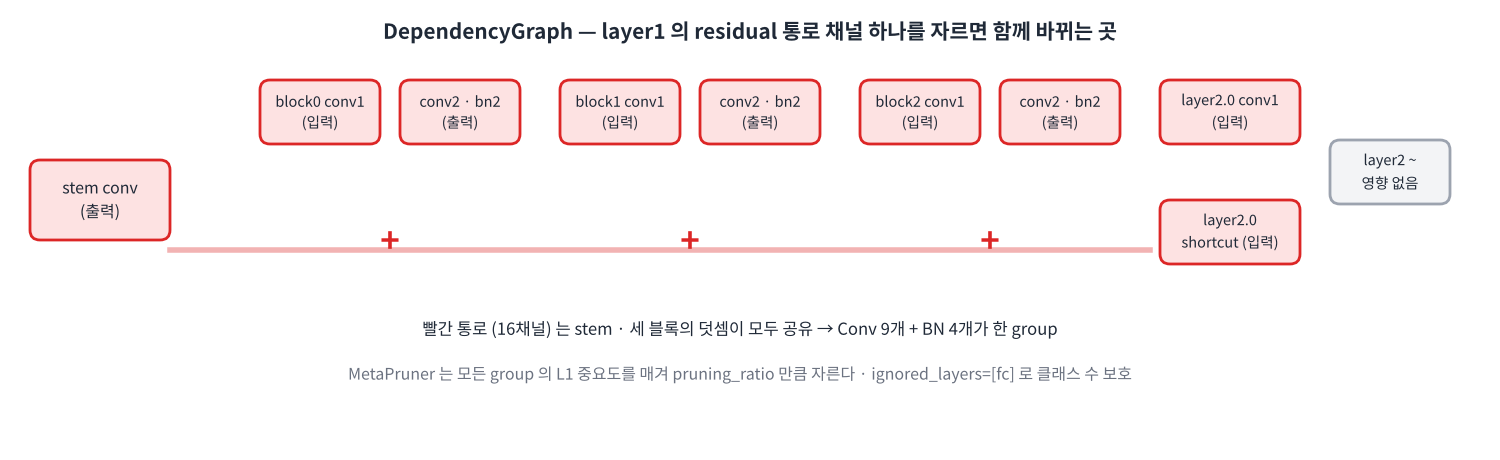 DependencyGraph — layer1 의 residual 통로 채널 하나를 자르면 함께 바뀌는 곳
block0 conv1
(입력)
conv2 · bn2
(출력)
block1 conv1
(입력)
conv2 · bn2
(출력)
block2 conv1
(입력)
conv2 · bn2
(출력)
layer2.0 conv1
(입력)
layer2 ~
영향 없음
stem conv
(출력)
+
+
+
layer2.0
shortcut (입력)
빨간 통로 (16채널) 는 stem · 세 블록의 덧셈이 모두 공유 → Conv 9개 + BN 4개가 한 group
MetaPruner 는 모든 group 의 L1 중요도를 매겨 pruning_ratio 만큼 자른다 · ignored_layers=[fc] 로 클래스 수 보호